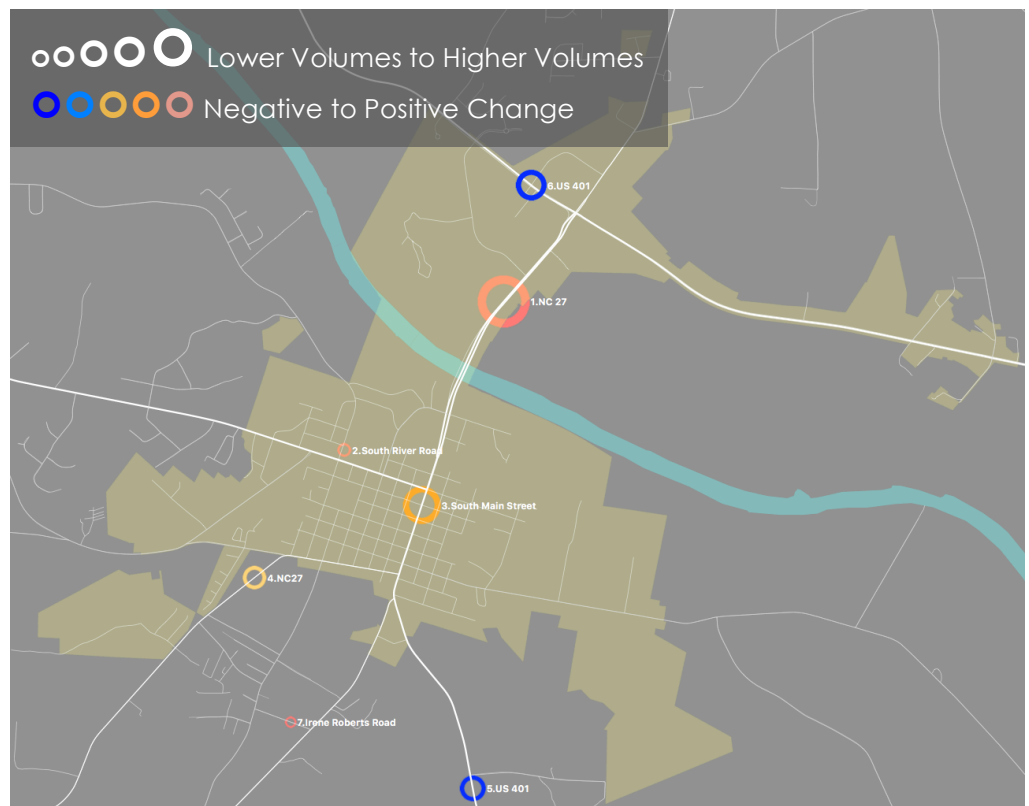 Lower Volumes to Higher Volumes
Negative to Positive Change
6.US 401
1.NC 27
2.South River Road
3.South Main Street
4.NC27
7.Irene Roberts Road
5.US 401